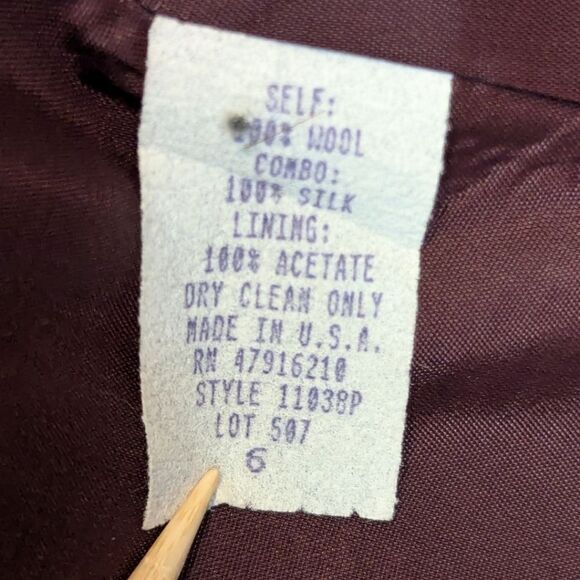 SELF:
100% WOOL
COMBO:
100% SILK
LINING:
100% ACETATE
DRY CLEAN ONLY
MADE IN U.S.A.
RN 47916210
STYLE 11038P
LOT 507
6